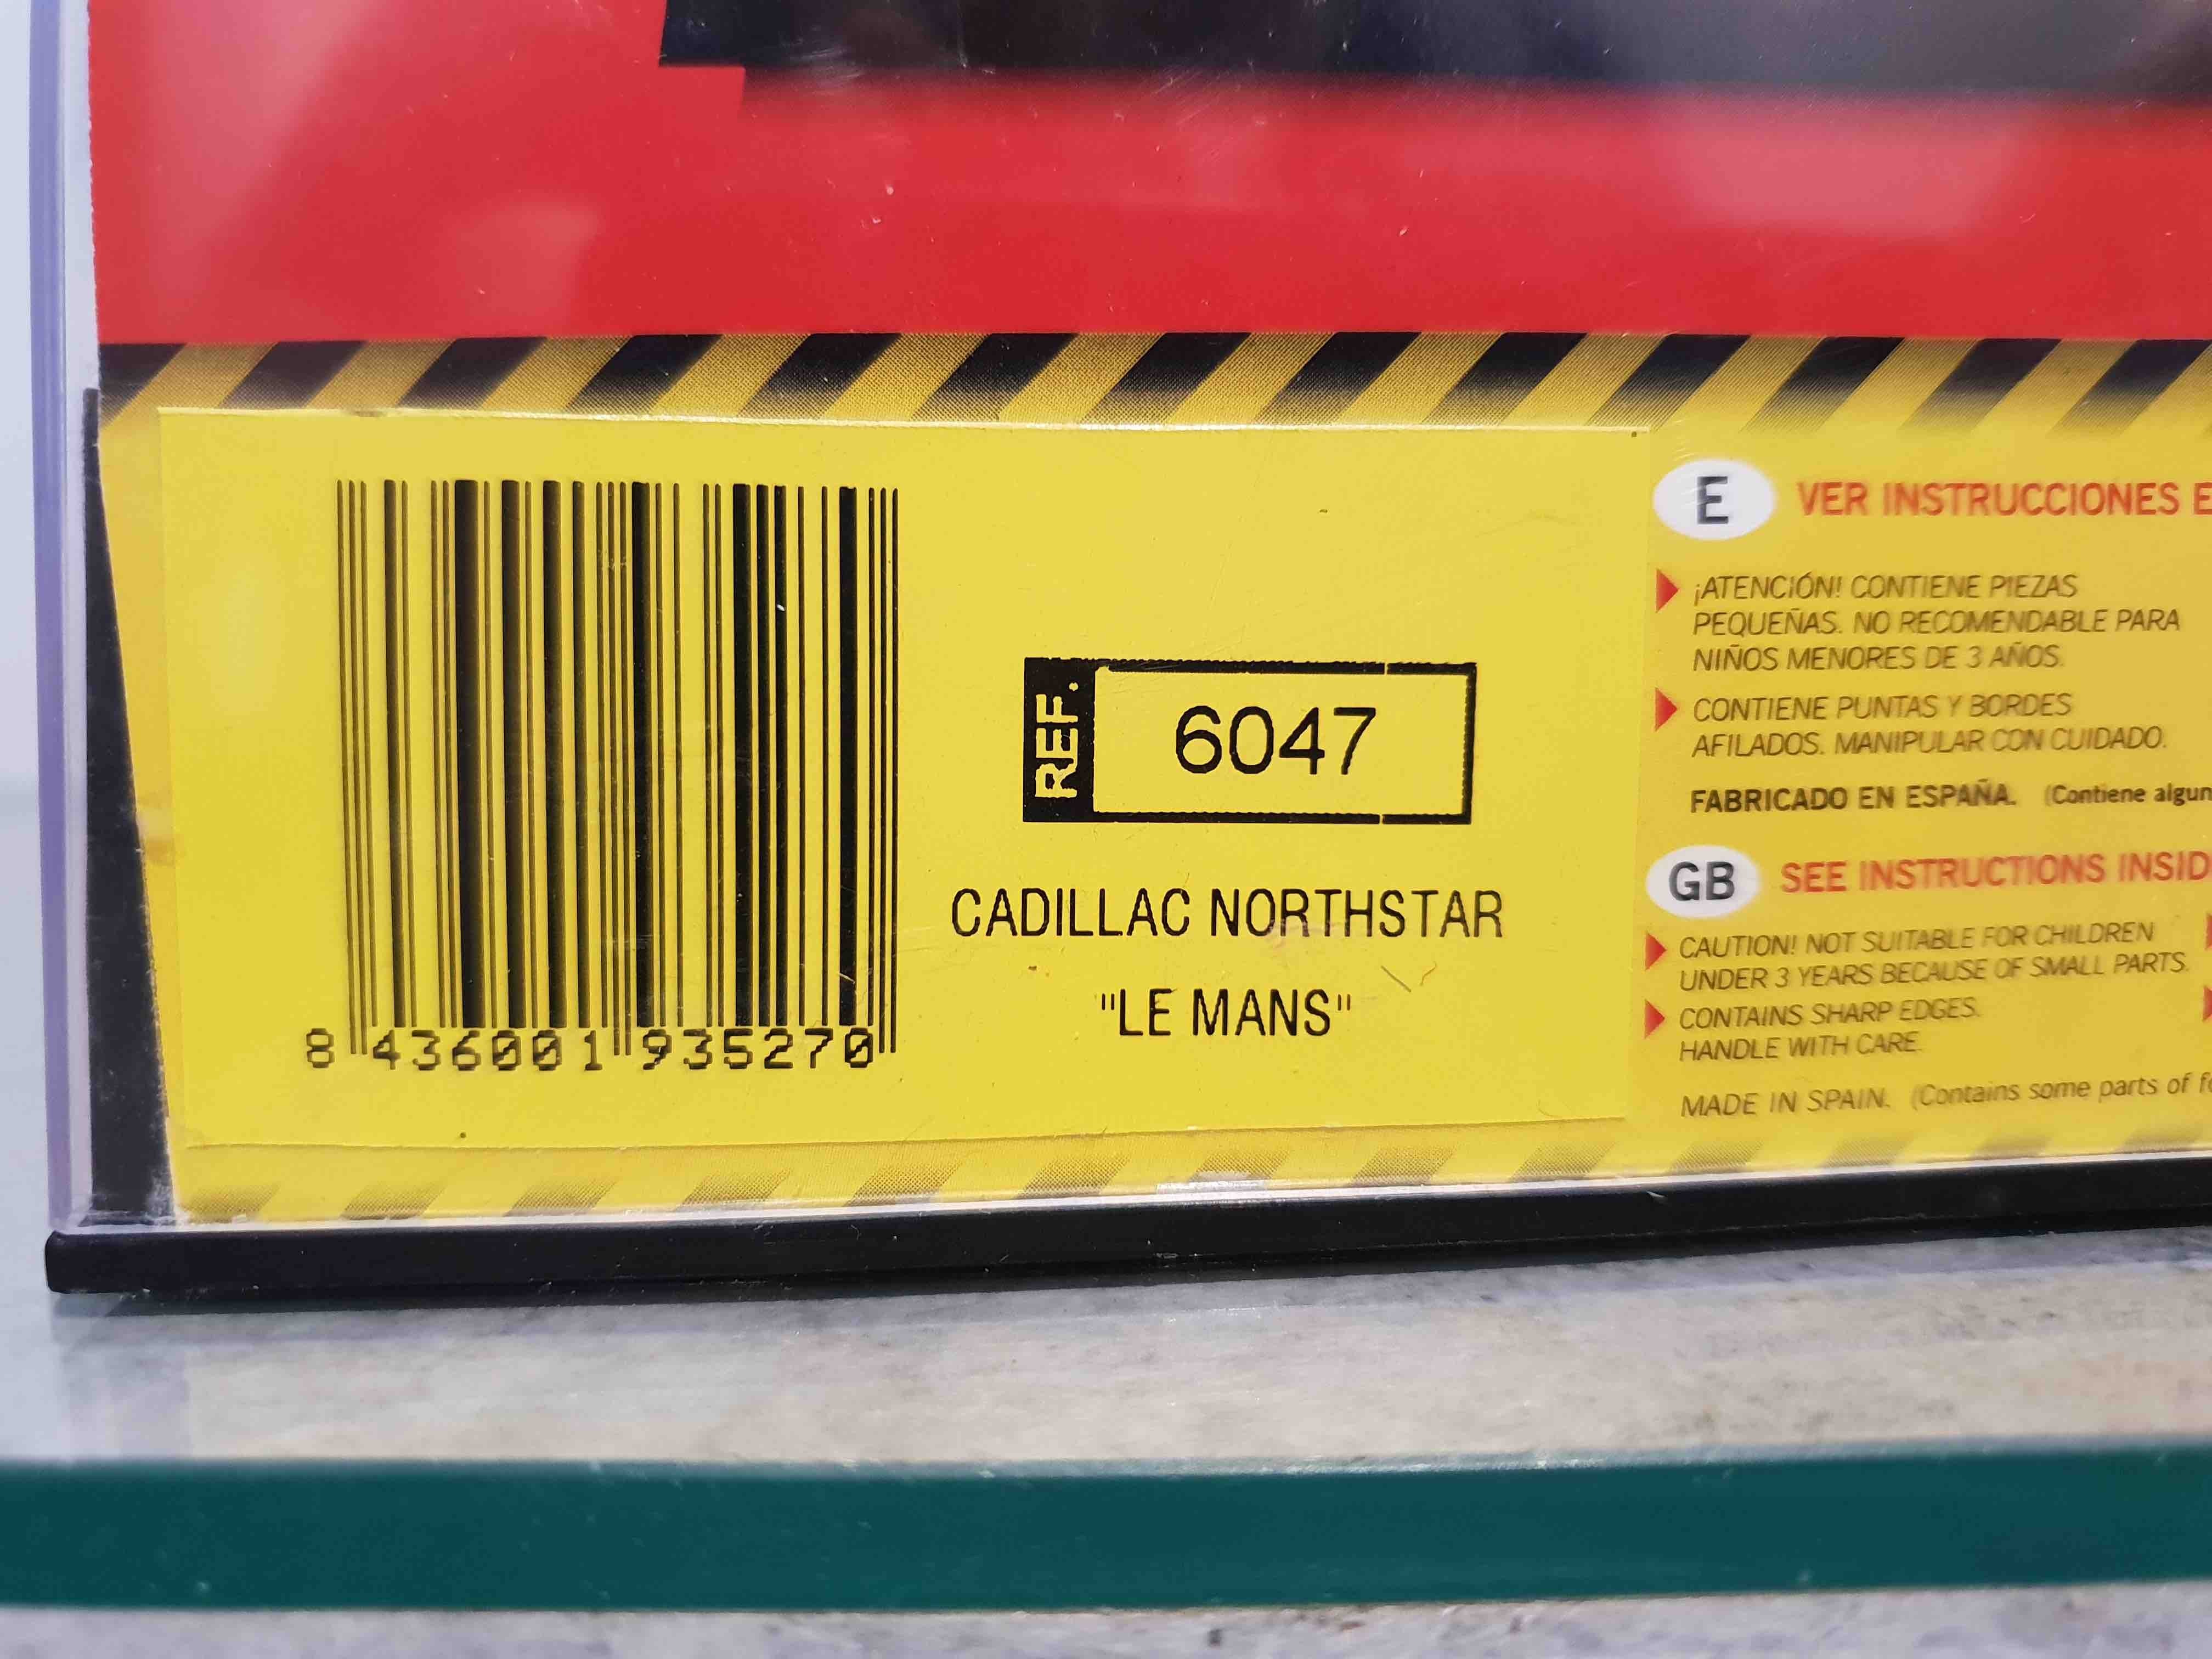 8 436001 935270
REF. 6047
CADILLAC NORTHSTAR
"LE MANS"
E VER INSTRUCCIONES
¡ATENCIÓN! CONTIENE PIEZAS
PEQUEÑAS. NO RECOMENDABLE PARA
NIÑOS MENORES DE 3 AÑOS.
CONTIENE PUNTAS Y BORDES
AFILADOS. MANIPULAR CON CUIDADO.
FABRICADO EN ESPAÑA. (Contiene
GB SEE INSTRUCTIONS
CAUTION! NOT SUITABLE FOR CHILDREN
UNDER 3 YEARS BECAUSE OF SMALL PARTS.
CONTAINS SHARP EDGES.
HANDLE WITH CARE.
MADE IN SPAIN. (Contains some parts of